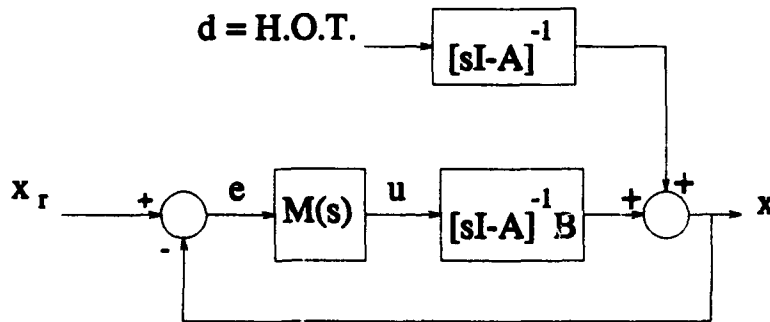 d = H.O.T.
[sI-A]^-1
x_r
+
-
e
M(s)
u
[sI-A]^-1 B
+
+
x